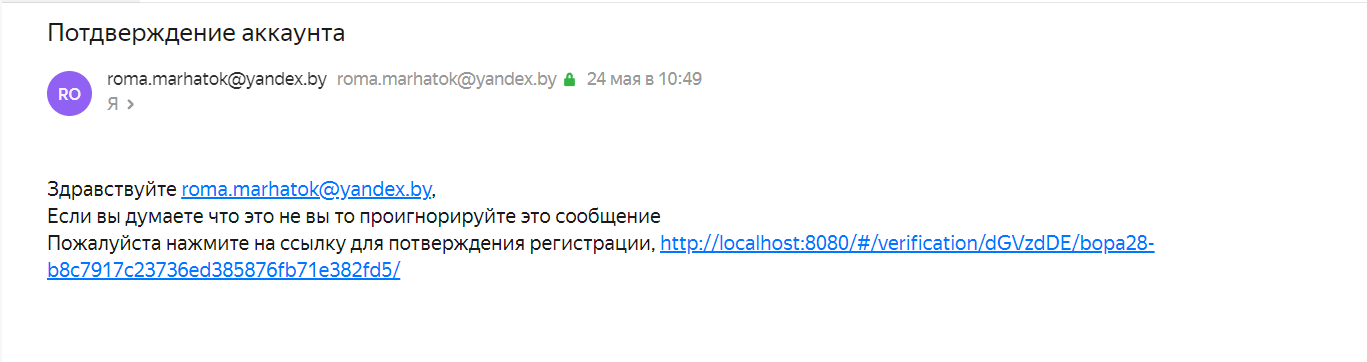 Потдверждение аккаунта
RO
roma.marhatok@yandex.by roma.marhatok@yandex.by 24 мая в 10:49
Я
Здравствуйте roma.marhatok@yandex.by,
Если вы думаете что это не вы то проигнорируйте это сообщение
Пожалуйста нажмите на ссылку для потверждения регистрации, http://localhost:8080/#/verification/dGVzdDE/bopa28-
b8c7917c23736ed385876fb71e382fd5/